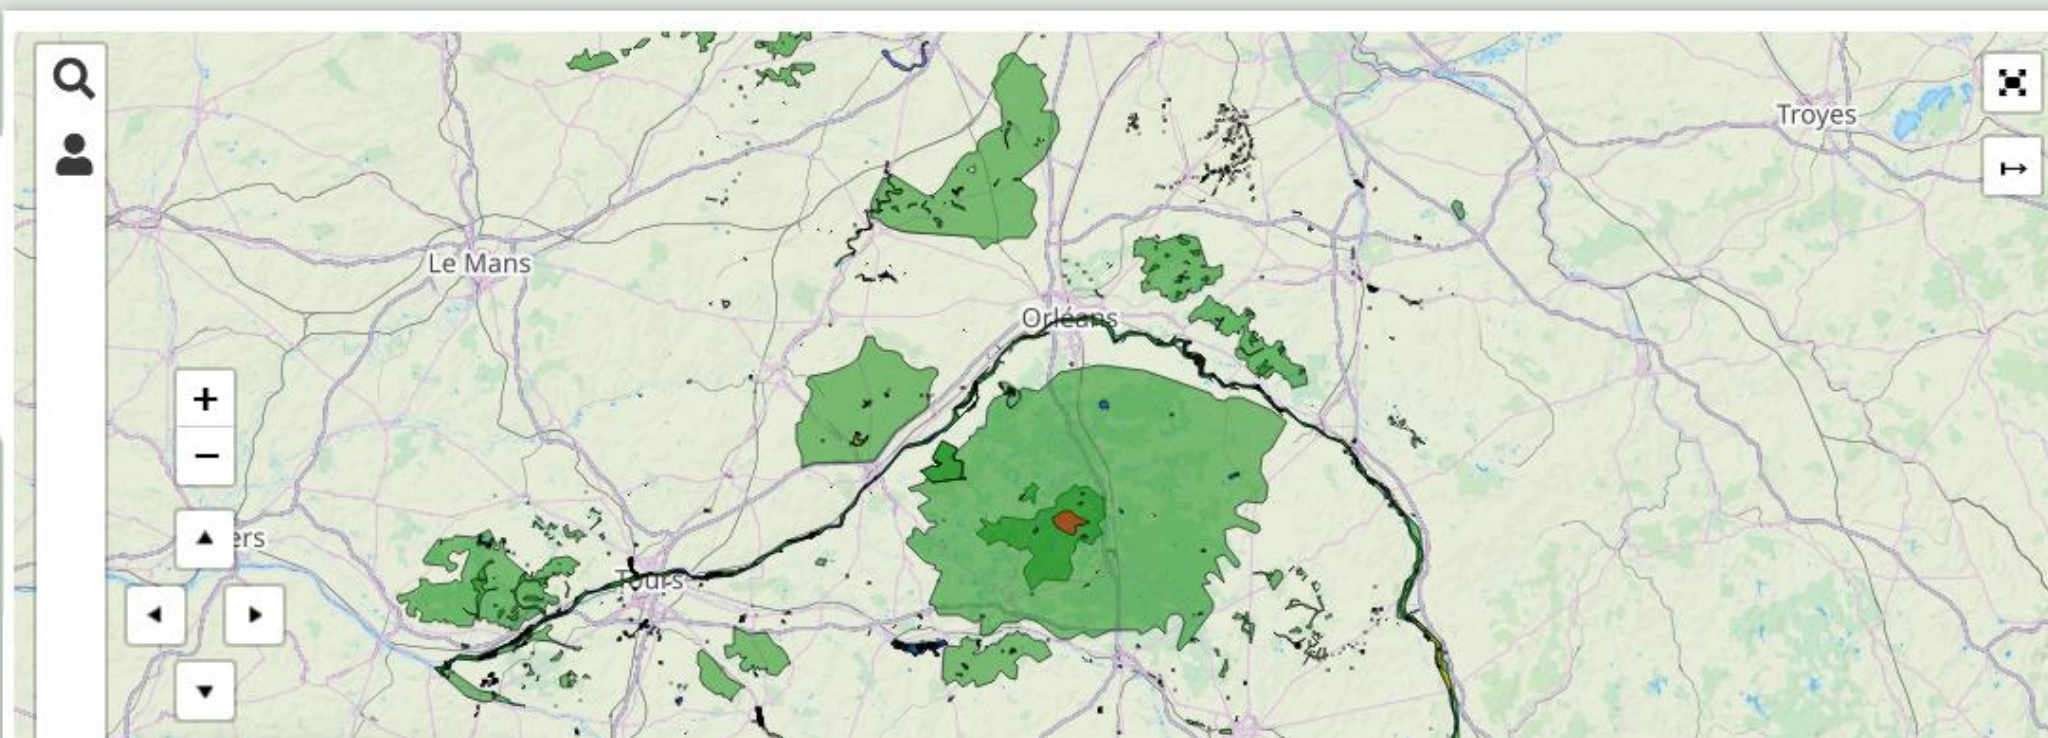 Troyes
Le Mans
Orléans
+
−
ers
Tours